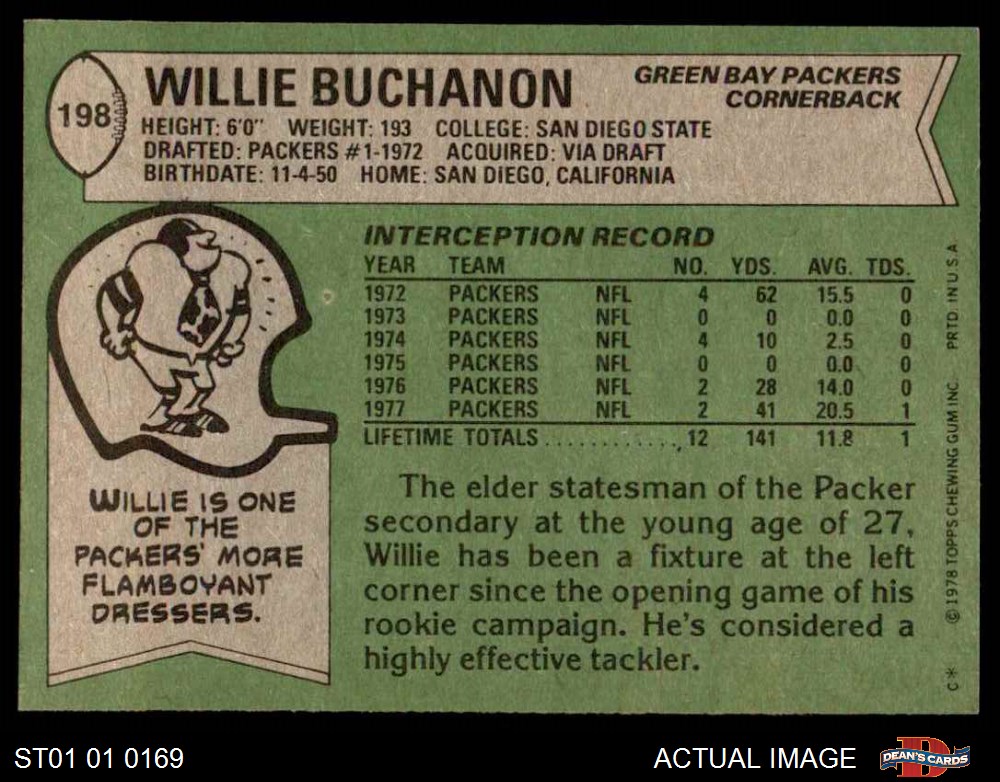 198
WILLIE BUCHANON
GREEN BAY PACKERS
CORNERBACK
HEIGHT: 6'0" WEIGHT: 193 COLLEGE: SAN DIEGO STATE
DRAFTED: PACKERS #1-1972 ACQUIRED: VIA DRAFT
BIRTHDATE: 11-4-50 HOME: SAN DIEGO, CALIFORNIA
INTERCEPTION RECORD
YEAR TEAM NO. YDS. AVG. TDS.
1972 PACKERS NFL 4 62 15.5 0
1973 PACKERS NFL 0 0 0.0 0
1974 PACKERS NFL 4 10 2.5 0
1975 PACKERS NFL 0 0 0.0 0
1976 PACKERS NFL 2 28 14.0 0
1977 PACKERS NFL 2 41 20.5 1
LIFETIME TOTALS............. 12 141 11.8 1
WILLIE IS ONE
OF THE
PACKERS' MORE
FLAMBOYANT
DRESSERS.
The elder statesman of the Packer
secondary at the young age of 27,
Willie has been a fixture at the left
corner since the opening game of his
rookie campaign. He's considered a
highly effective tackler.
C* © 1978 TOPPS CHEWING GUM INC. PRTD. IN U S A
ST01 01 0169
ACTUAL IMAGE
D
DEAN'S CARDS